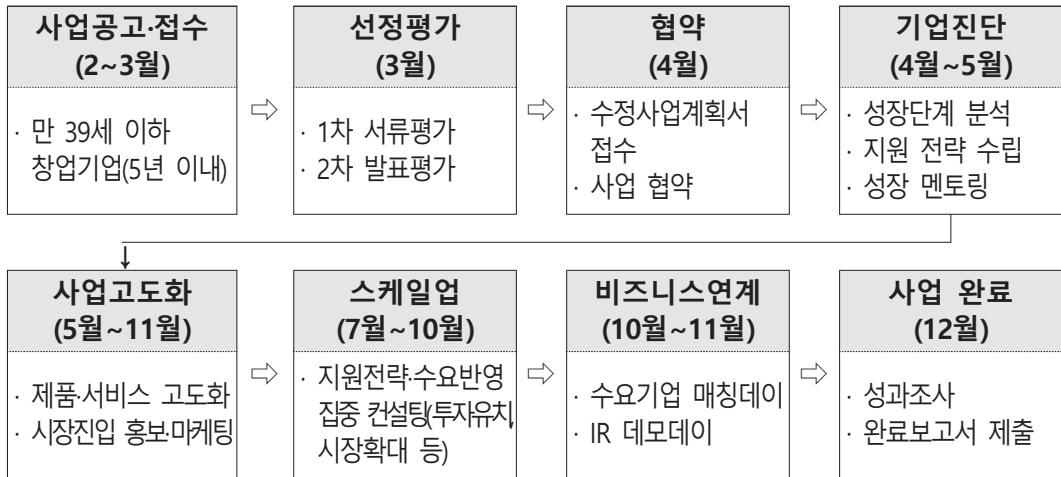 사업공고·접수
(2~3월)
· 만 39세 이하
창업기업(5년 이내)
선정평가
(3월)
· 1차 서류평가
· 2차 발표평가
협약
(4월)
· 수정사업계획서
접수
· 사업 협약
기업진단
(4월~5월)
· 성장단계 분석
· 지원 전략 수립
· 성장 멘토링
사업고도화
(5월~11월)
· 제품·서비스 고도화
· 시장진입 홍보·마케팅
스케일업
(7월~10월)
· 지원전략·수요반영
집중 컨설팅(투자유치,
시장확대 등)
비즈니스연계
(10월~11월)
· 수요기업 매칭데이
· IR 데모데이
사업 완료
(12월)
· 성과조사
· 완료보고서 제출